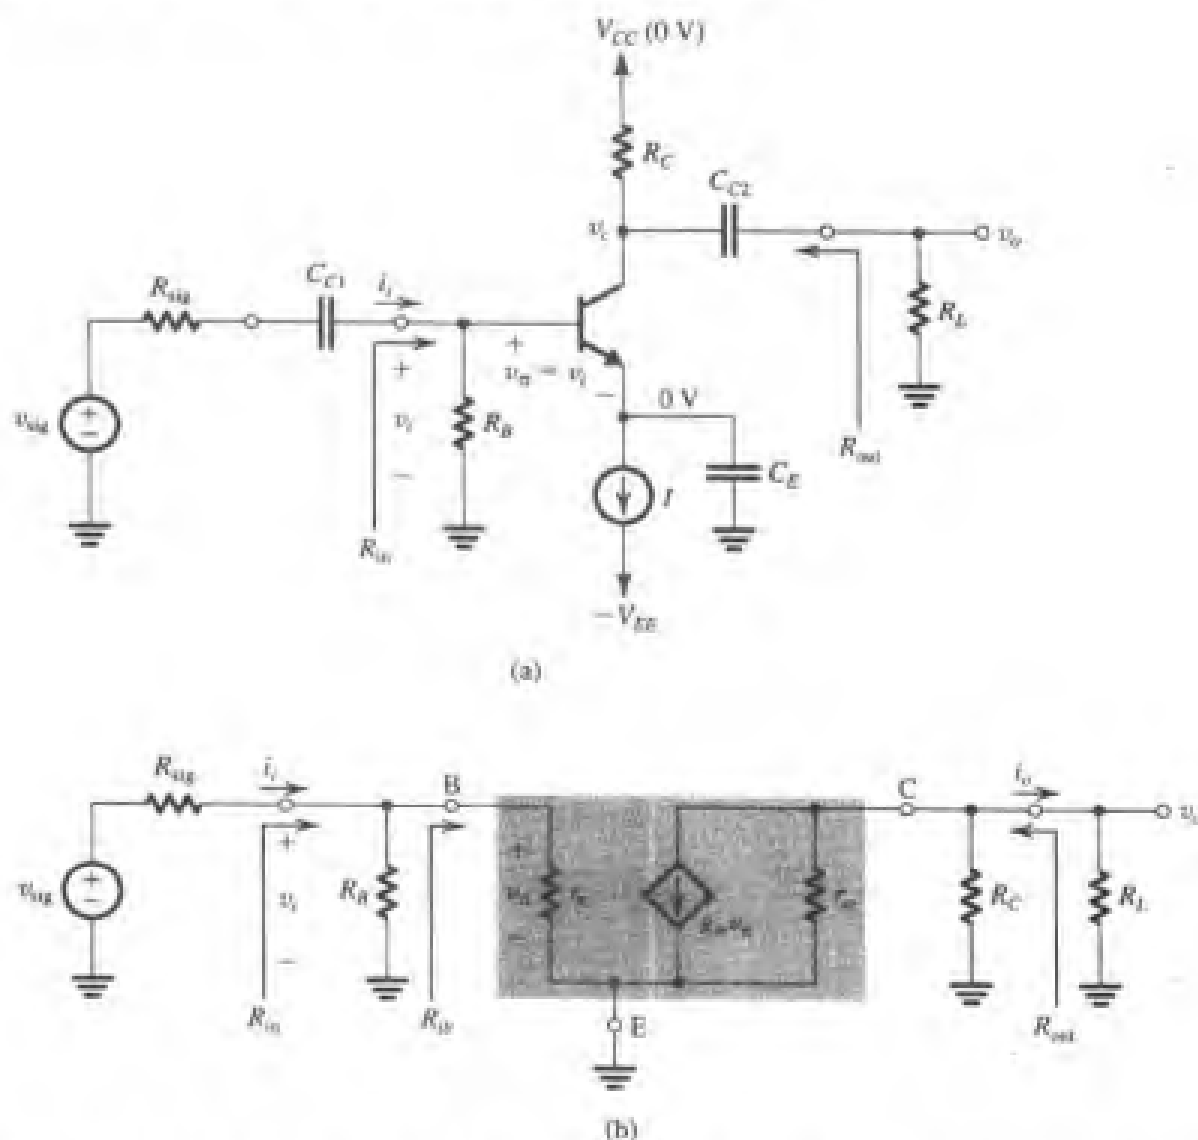 V_CC (0 V)
R_C
C_C2
v_c
v_o
R_sig
C_C1
i_i
R_L
+
v_π = v_i
−
0 V
+
v_i
−
R_B
v_sig
+
−
R_out
C_E
I
R_in
−V_EE
(a)
R_sig
i_i
B
C
i_o
+
v_i
−
R_B
v_sig
+
−
+
v_π
−
r_π
g_m v_π
r_o
R_C
R_L
R_in
R_ib
E
R_out
(b)